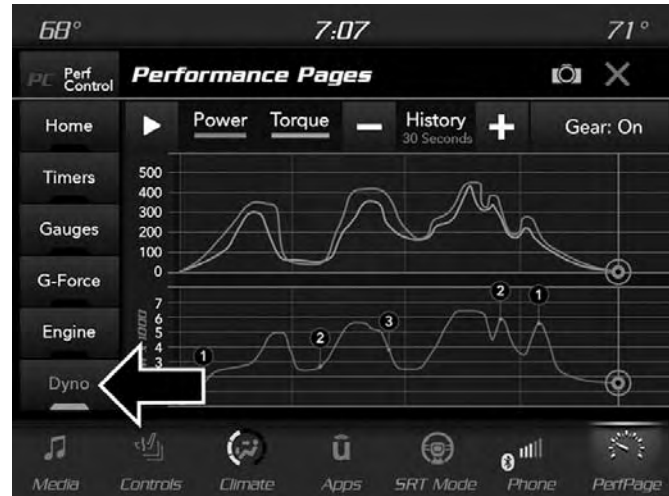 68° 7:07 71°
PC Perf Control Performance Pages
Home Power Torque History 30 Seconds Gear: On
Timers
Gauges
G-Force
Engine
Dyno
500
400
300
200
100
0
7
6
5
4
3
1 2 3 2 1
Media Controls Climate Apps SRT Mode Phone PerfPage